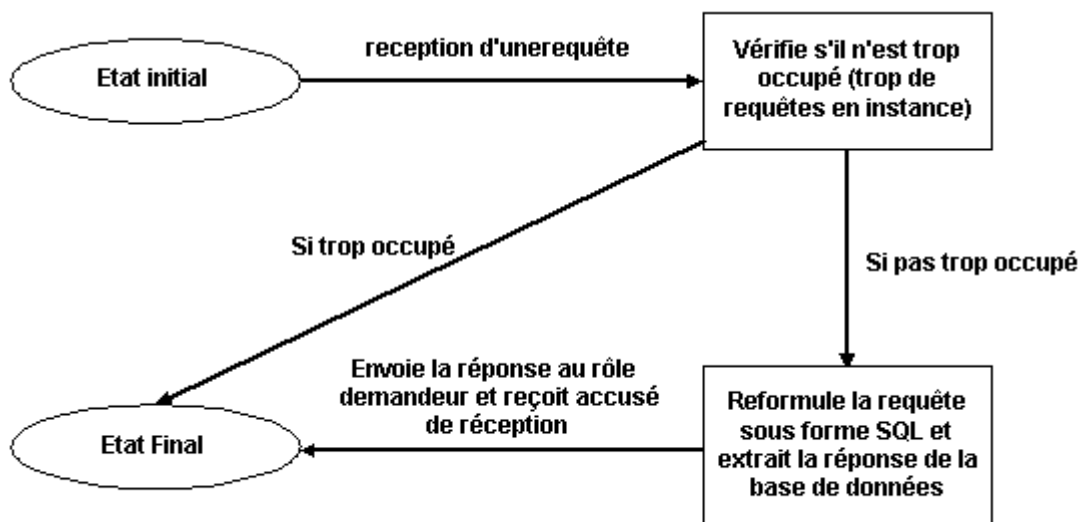 reception d'unerequête
Etat initial
Vérifie s'il n'est trop
occupé (trop de
requêtes en instance)
Si trop occupé
Si pas trop occupé
Envoie la réponse au rôle
demandeur et reçoit accusé
de réception
Etat Final
Reformule la requête
sous forme SQL et
extrait la réponse de la
base de données